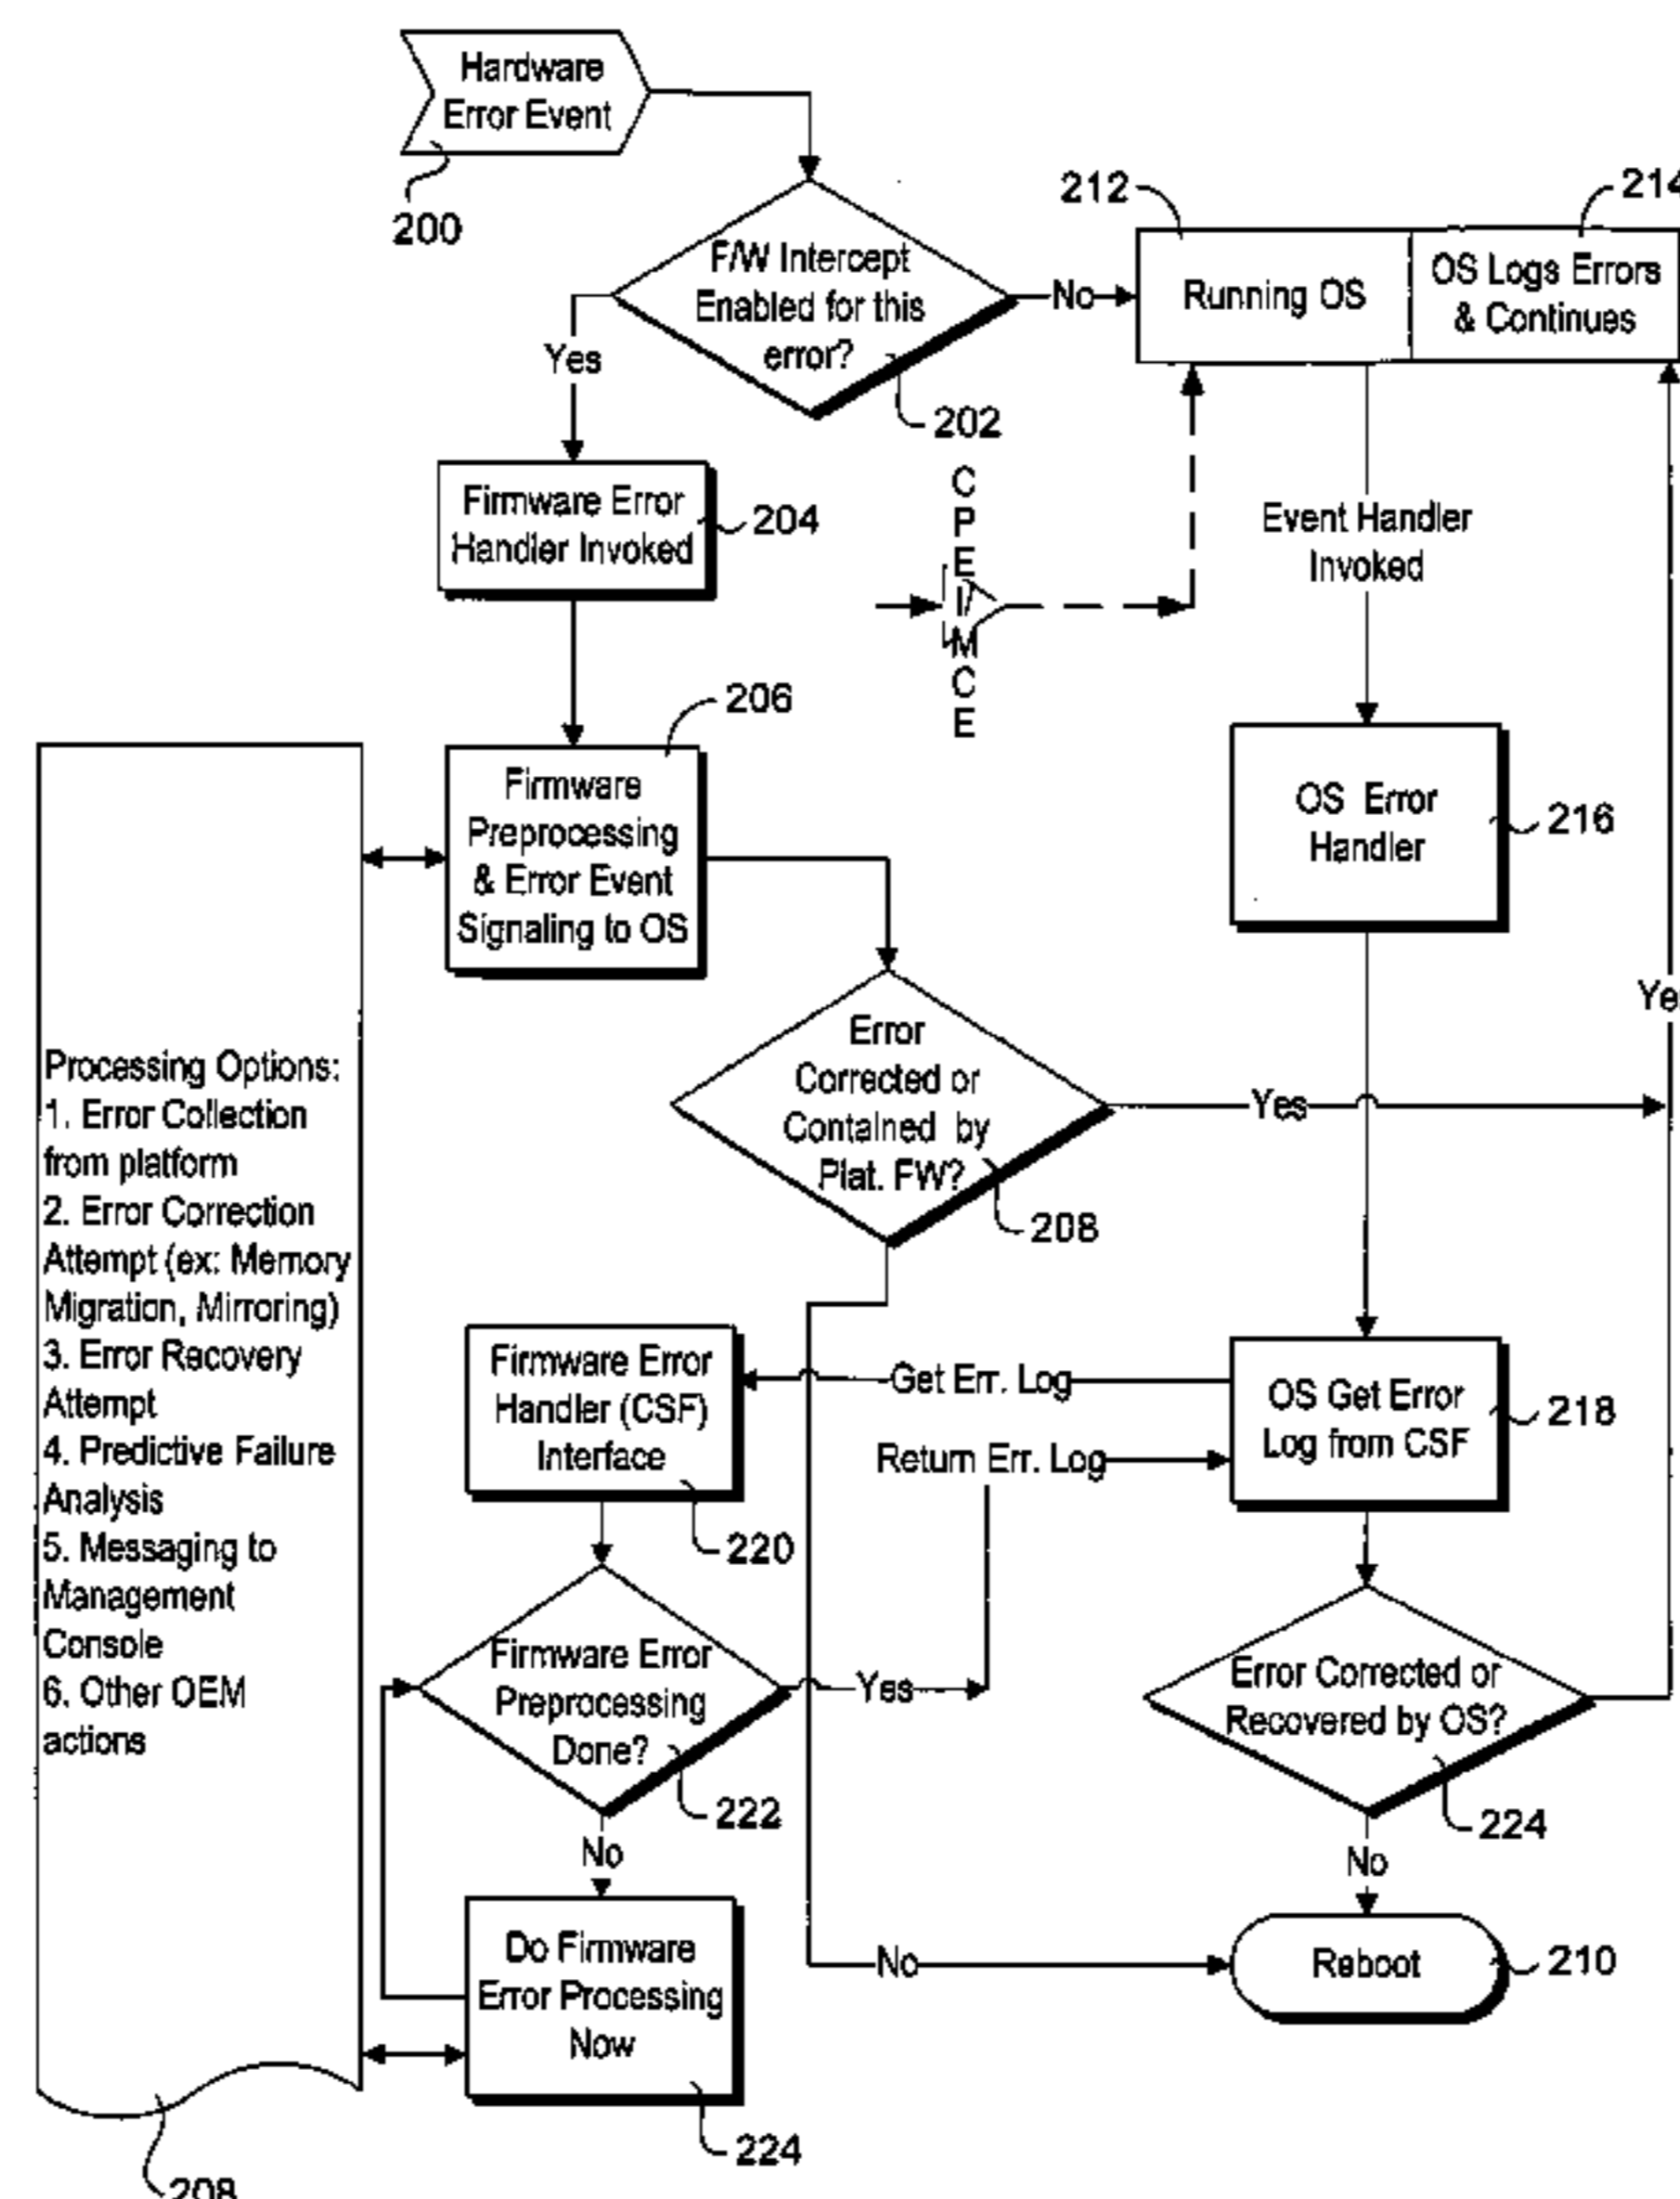 Hardware
Error Event
200
F/W Intercept
Enabled for this
error?
202
No
Yes
212
Running OS
214
OS Logs Errors
& Continues
Firmware Error
Handler Invoked
204
C
P
E
I/
M
C
E
Event Handler
Invoked
206
Firmware
Preprocessing
& Error Event
Signaling to OS
OS Error
Handler
216
Ye
Error
Corrected or
Contained by
Plat. FW?
208
Yes
Processing Options:
1. Error Collection
from platform
2. Error Correction
Attempt (ex: Memory
Migration, Mirroring)
3. Error Recovery
Attempt
4. Predictive Failure
Analysis
5. Messaging to
Management
Console
6. Other OEM
actions
208
Firmware Error
Handler (CSF)
Interface
220
Get Err. Log
Return Err. Log
OS Get Error
Log from CSF
218
Firmware Error
Preprocessing
Done?
222
Yes
No
Error Corrected or
Recovered by OS?
224
No
Do Firmware
Error Processing
Now
224
No
Reboot
210